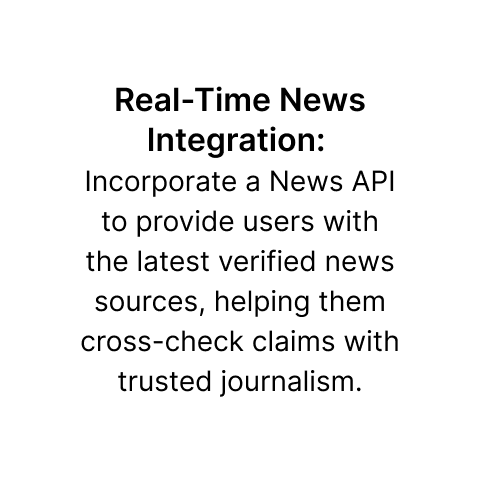 Real-Time News
Integration:
Incorporate a News API
to provide users with
the latest verified news
sources, helping them
cross-check claims with
trusted journalism.